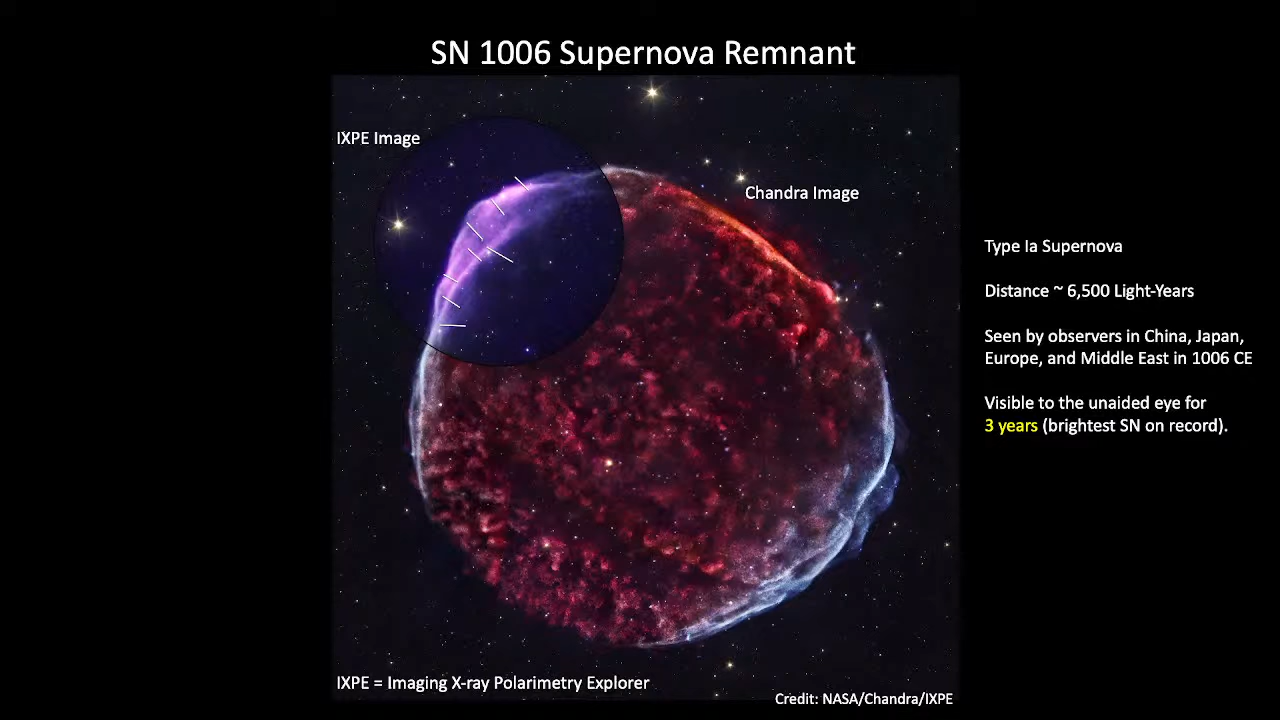 SN 1006 Supernova Remnant
IXPE Image
Chandra Image
Type Ia Supernova
Distance ~ 6,500 Light-Years
Seen by observers in China, Japan,
Europe, and Middle East in 1006 CE
Visible to the unaided eye for
3 years (brightest SN on record).
IXPE = Imaging X-ray Polarimetry Explorer
Credit: NASA/Chandra/IXPE